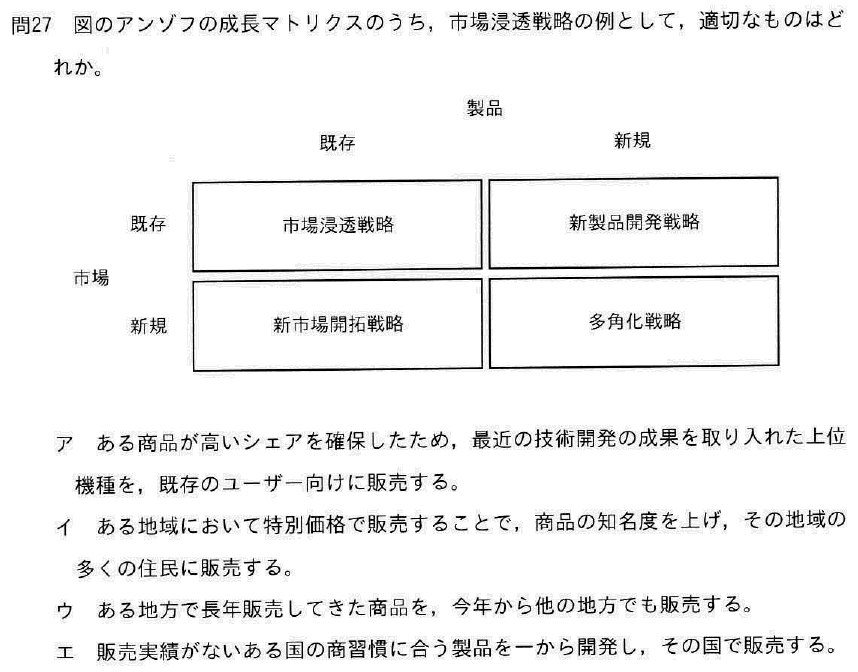 問27　図のアンゾフの成長マトリクスのうち，市場浸透戦略の例として，適切なものはど
れか。
製品
既存　新規
既存　市場浸透戦略　新製品開発戦略
市場
新規　新市場開拓戦略　多角化戦略
ア　ある商品が高いシェアを確保したため，最近の技術開発の成果を取り入れた上位
機種を，既存のユーザー向けに販売する。
イ　ある地域において特別価格で販売することで，商品の知名度を上げ，その地域の
多くの住民に販売する。
ウ　ある地方で長年販売してきた商品を，今年から他の地方でも販売する。
エ　販売実績がないある国の商習慣に合う製品を一から開発し，その国で販売する。